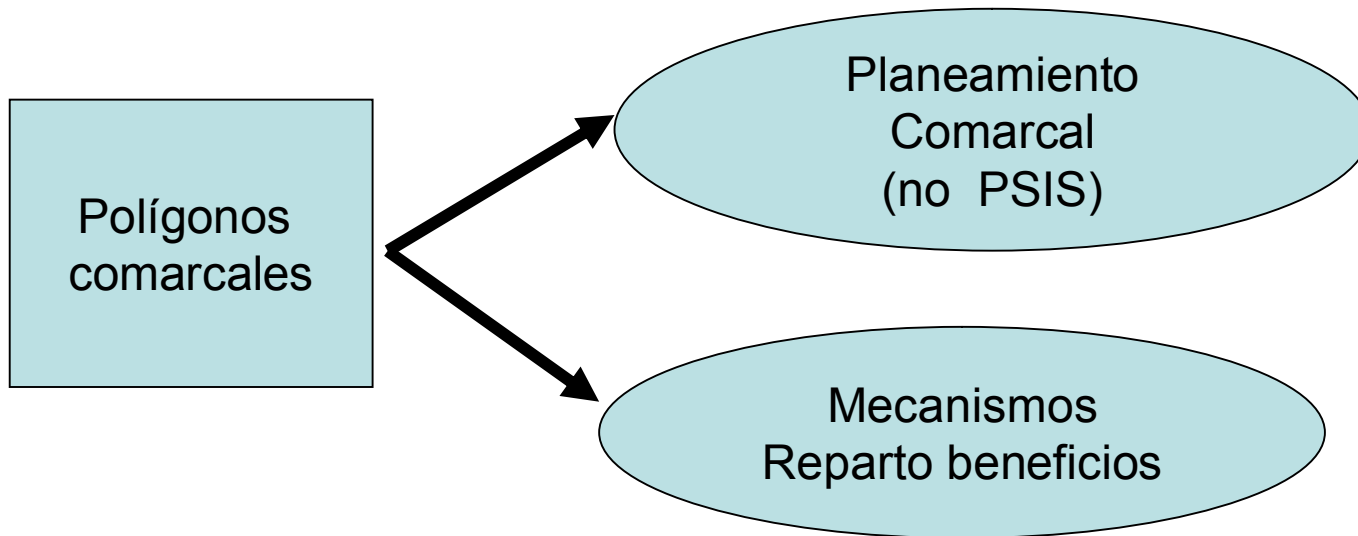 Polígonos
comarcales
Planeamiento
Comarcal
(no PSIS)
Mecanismos
Reparto beneficios